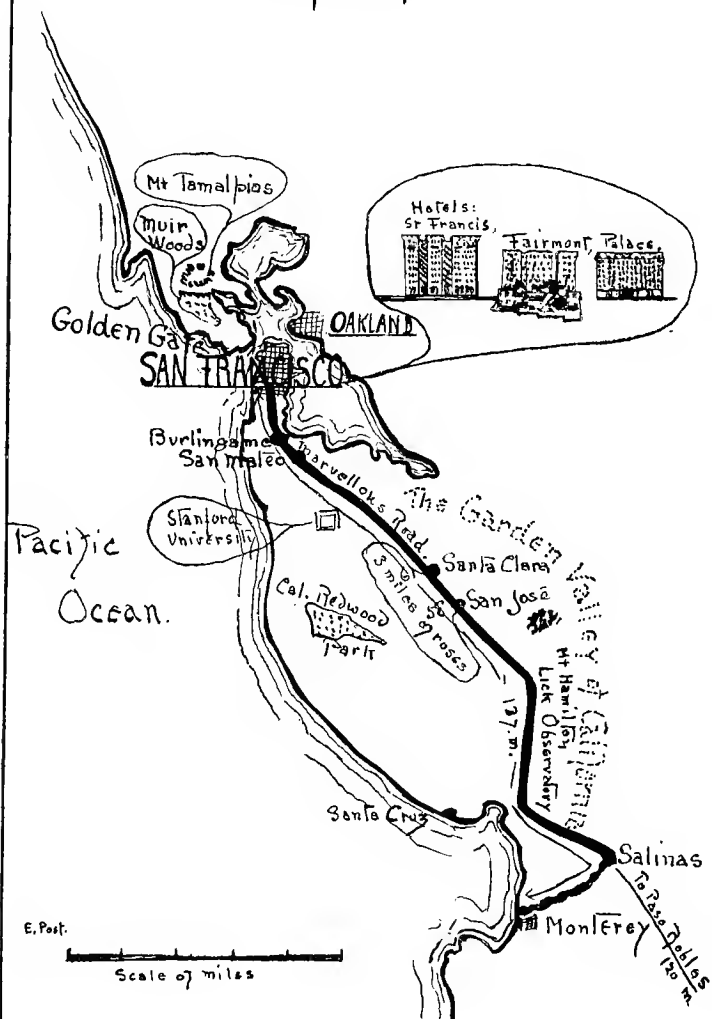 Mt Tamalpias
Muir
Woods
Hotels:
St Francis,
Fairmont, Palace,
Golden Gate
OAKLAND
SAN FRANCISCO
Burlingame
San Mateo
Marvellous Road.
The Garden Valley of California
Stanford
University
Pacific
Ocean.
Santa Clara
San José
3 miles of
roses
Cal. Redwood
Park
Mt Hamilton
Lick Observatory
127. m.
Santa Cruz
Salinas
To Paso Robles
120 m.
Monterey
E. Post.
Scale of miles